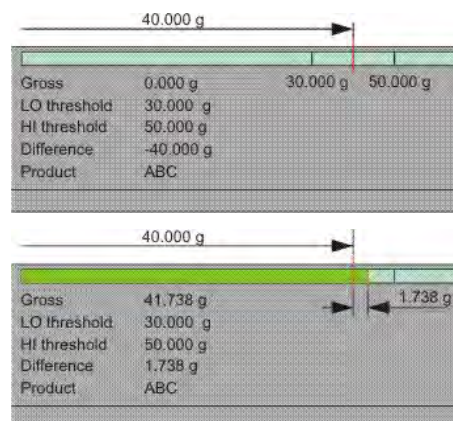 40.000 g
Gross 0.000 g 30.000 g 50.000 g
LO threshold 30.000 g
HI threshold 50.000 g
Difference -40.000 g
Product ABC
40.000 g
Gross 41.738 g 1.738 g
LO threshold 30.000 g
HI threshold 50.000 g
Difference 1.738 g
Product ABC